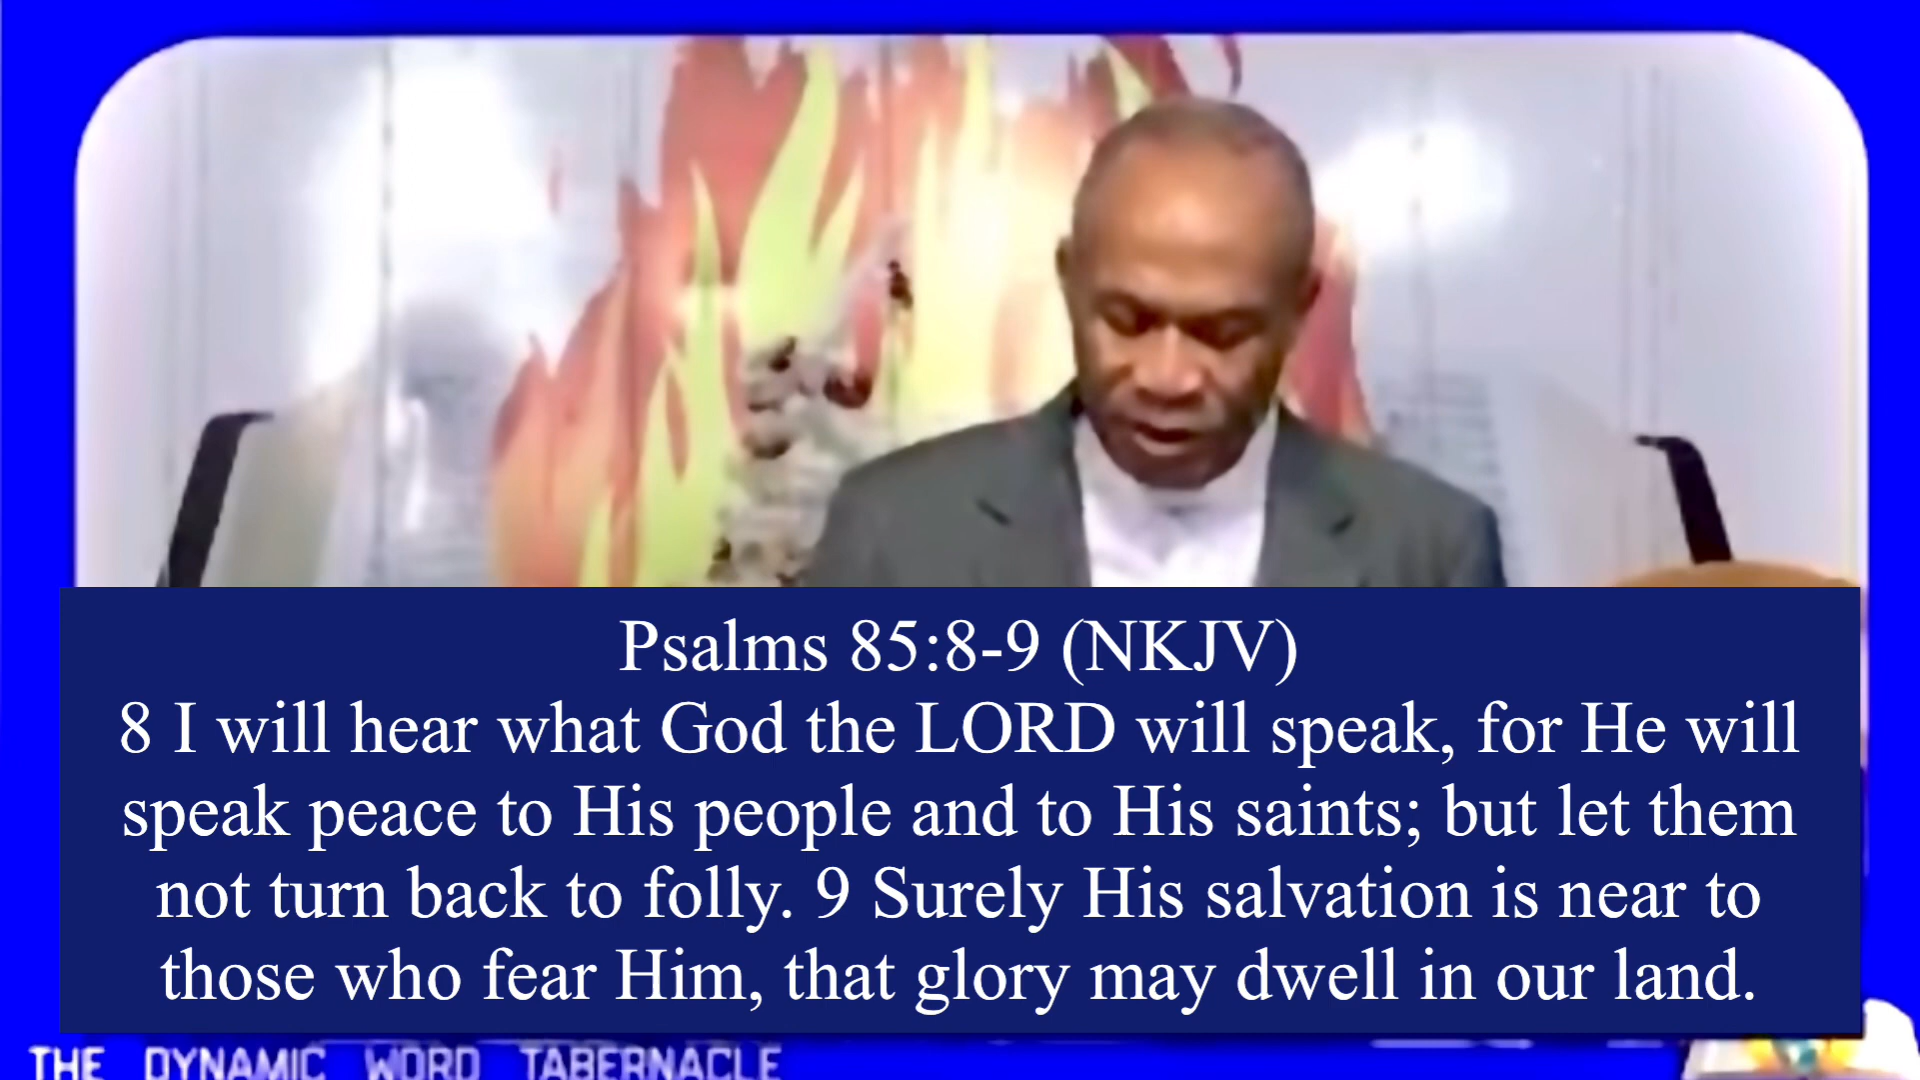 Psalms 85:8-9 (NKJV)
8 I will hear what God the LORD will speak, for He will
speak peace to His people and to His saints; but let them
not turn back to folly. 9 Surely His salvation is near to
those who fear Him, that glory may dwell in our land.
THE DYNAMIC WORD TABERNACLE